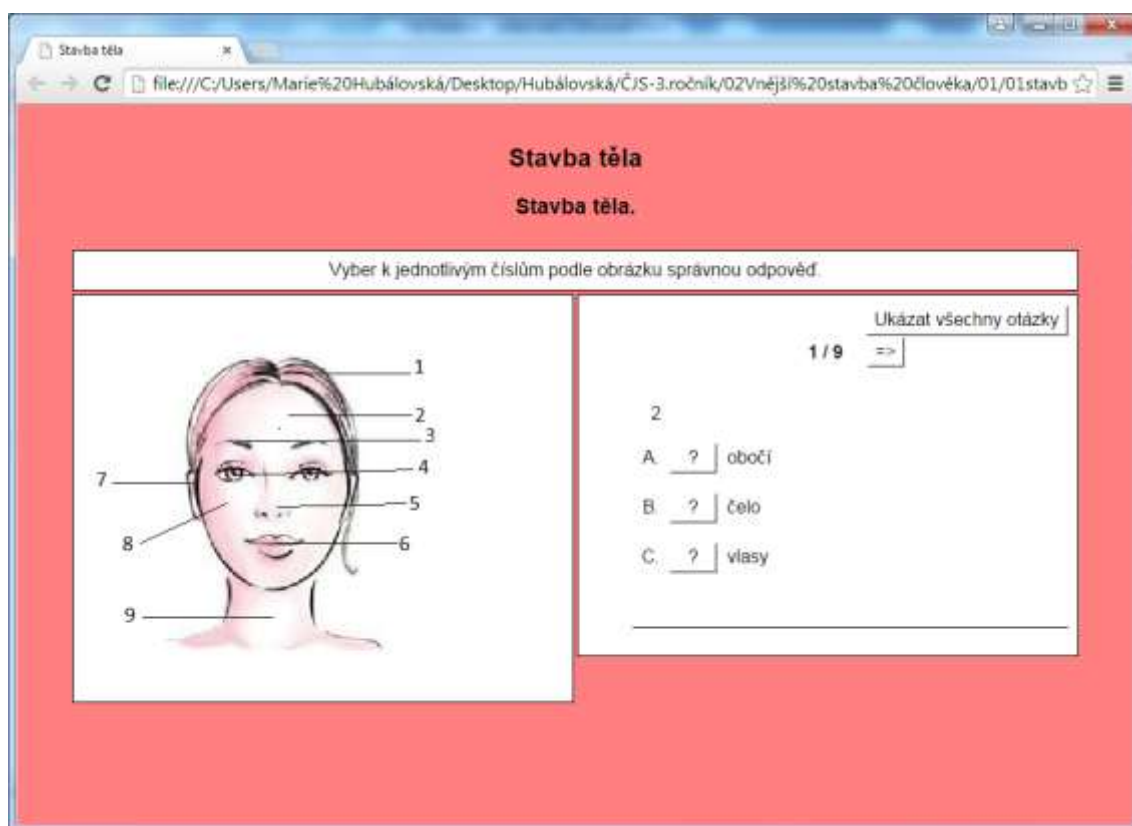 Stavba těla
file:///C:/Users/Marie%20Hubálovská/Desktop/Hubálovská/ČJS-3.ročník/02Vnější%20stavba%20člověka/01/01stavb
Stavba těla
Stavba těla.
Vyber k jednotlivým číslům podle obrázku správnou odpověď.
1
2
3
4
5
6
7
8
9
Ukázat všechny otázky
1 / 9 =>
2
A. ? obočí
B. ? čelo
C. ? vlasy